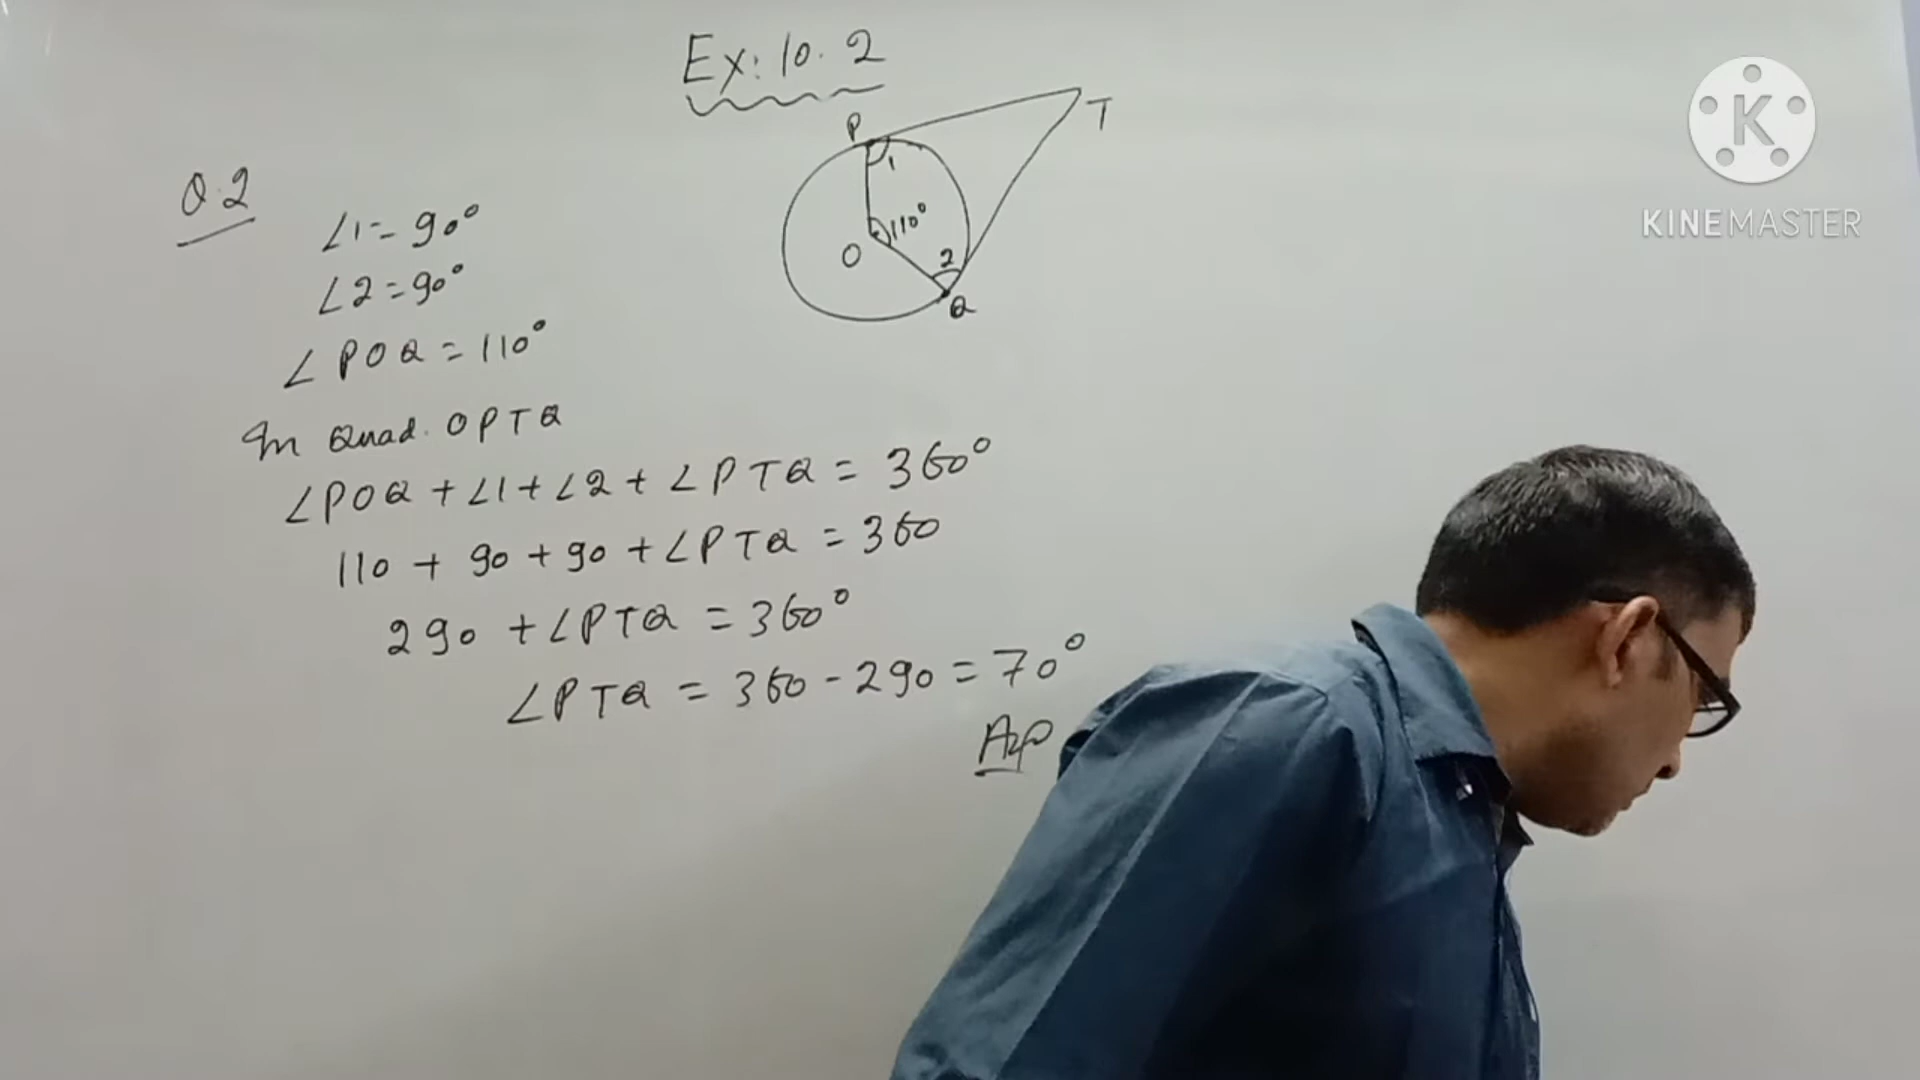 Ex: 10.2
P
T
1
110°
O
2
Q
Q.2
∠1 = 90°
∠2 = 90°
∠POQ = 110°
In Quad. OPTQ
∠POQ + ∠1 + ∠2 + ∠PTQ = 360°
110 + 90 + 90 + ∠PTQ = 360
290 + ∠PTQ = 360°
∠PTQ = 360 - 290 = 70°
K
KINEMASTER